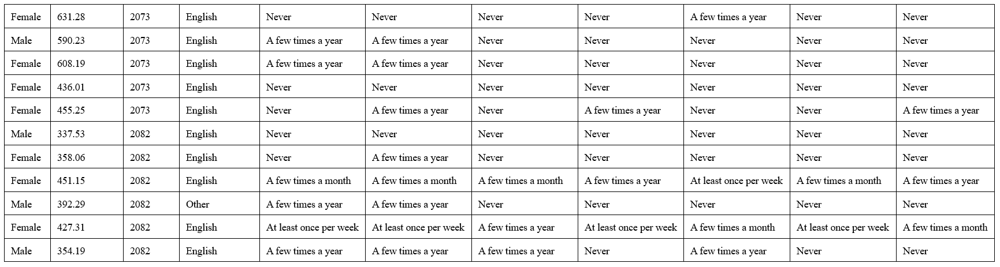 Female 631.28 2073 English Never Never Never Never A few times a year Never Never
Male 590.23 2073 English A few times a year A few times a year Never Never Never Never Never
Female 608.19 2073 English A few times a year A few times a year Never Never Never Never Never
Female 436.01 2073 English Never Never Never Never Never Never Never
Female 455.25 2073 English Never A few times a year Never A few times a year Never Never A few times a year
Male 337.53 2082 English Never Never Never Never Never Never Never
Female 358.06 2082 English Never A few times a year Never Never Never Never Never
Female 451.15 2082 English A few times a month A few times a month A few times a month A few times a year At least once per week A few times a month A few times a year
Male 392.29 2082 Other A few times a year A few times a year Never Never Never Never Never
Female 427.31 2082 English At least once per week At least once per week A few times a year At least once per week A few times a month At least once per week A few times a month
Male 354.19 2082 English A few times a year A few times a year A few times a year Never A few times a year Never Never